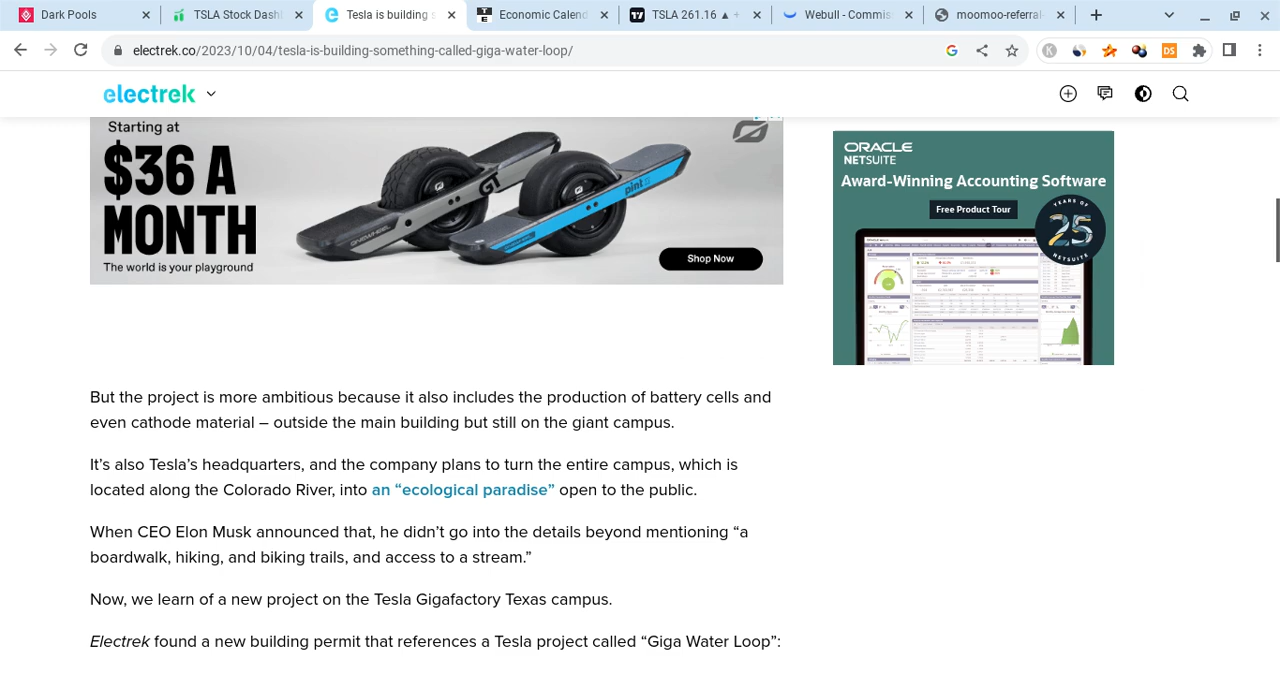 Dark Pools
TSLA Stock Dashl
Tesla is building s
Economic Calend
TSLA 261.16 ▲ +
Webull - Commis
moomoo-referral-
electrek.co/2023/10/04/tesla-is-building-something-called-giga-water-loop/
electrek
Starting at
$36 A
MONTH
The world is your playground
GT
pint
Shop Now
ORACLE
NETSUITE
Award-Winning Accounting Software
Free Product Tour
YEARS OF
25
NETSUITE
But the project is more ambitious because it also includes the production of battery cells and
even cathode material – outside the main building but still on the giant campus.
It’s also Tesla’s headquarters, and the company plans to turn the entire campus, which is
located along the Colorado River, into an “ecological paradise” open to the public.
When CEO Elon Musk announced that, he didn’t go into the details beyond mentioning “a
boardwalk, hiking, and biking trails, and access to a stream.”
Now, we learn of a new project on the Tesla Gigafactory Texas campus.
Electrek found a new building permit that references a Tesla project called “Giga Water Loop”: